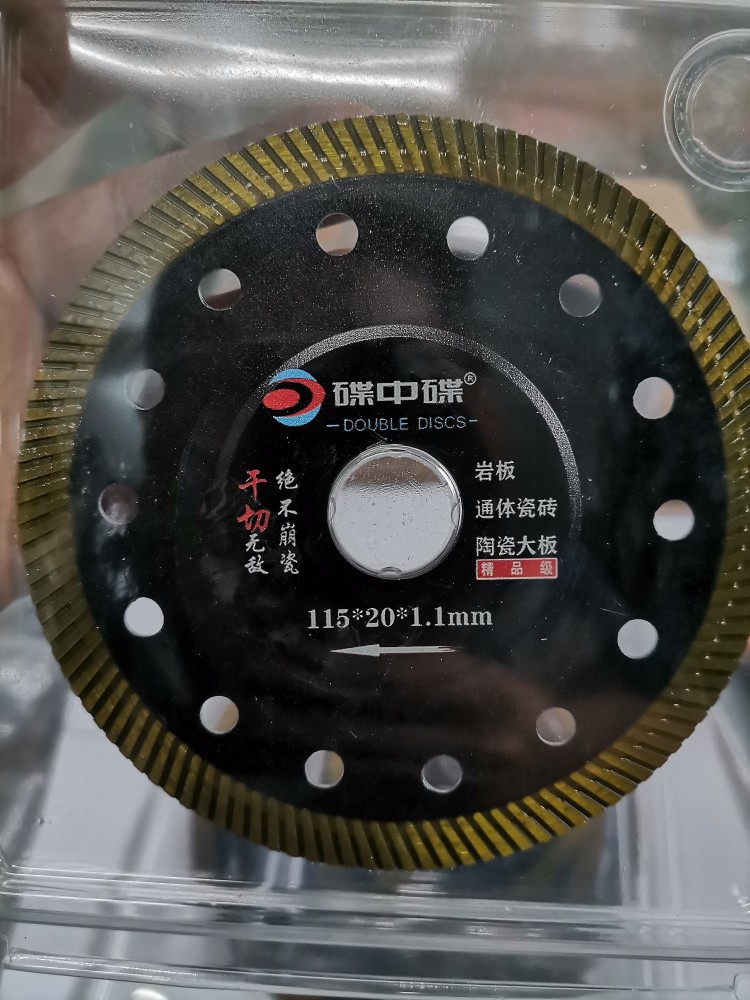 碟中碟®
DOUBLE DISCS
干切无敌
绝不崩瓷
岩板
通体瓷砖
陶瓷大板
精品级
115*20*1.1mm